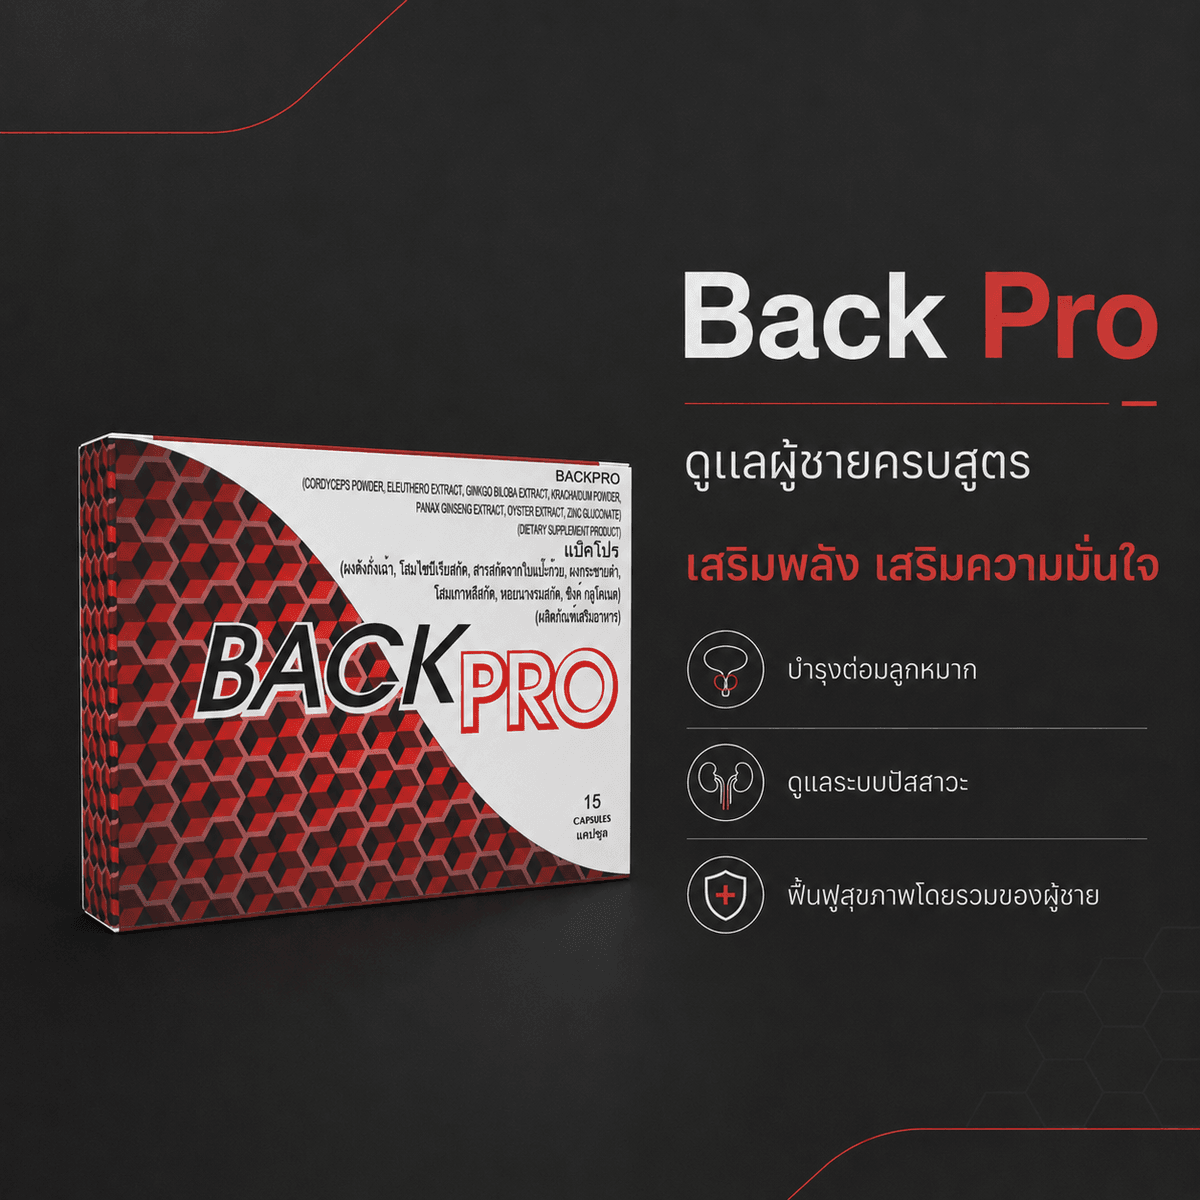 Back Pro
ดูแลผู้ชายครบสูตร
เสริมพลัง เสริมความมั่นใจ
บำรุงต่อมลูกหมาก
ดูแลระบบปัสสาวะ
ฟื้นฟูสุขภาพโดยรวมของผู้ชาย
BACKPRO
(CORDYCEPS POWDER, ELEUTHERO EXTRACT, GINKGO BILOBA EXTRACT, KRACHAIDUM POWDER,
PANAX GINSENG EXTRACT, OYSTER EXTRACT, ZINC GLUCONATE)
(DIETARY SUPPLEMENT PRODUCT)
แบ๊คโปร
(ผงถังถั่งเฉ้า, โสมไซบีเรียสกัด, สารสกัดจากใบแปะก๊วย, ผงกระชายดำ,
โสมเกาหลีสกัด, หอยนางรมสกัด, ซิงค์ กลูโคเนต)
(ผลิตภัณฑ์เสริมอาหาร)
BACK PRO
15
CAPSULES
แคปซูล